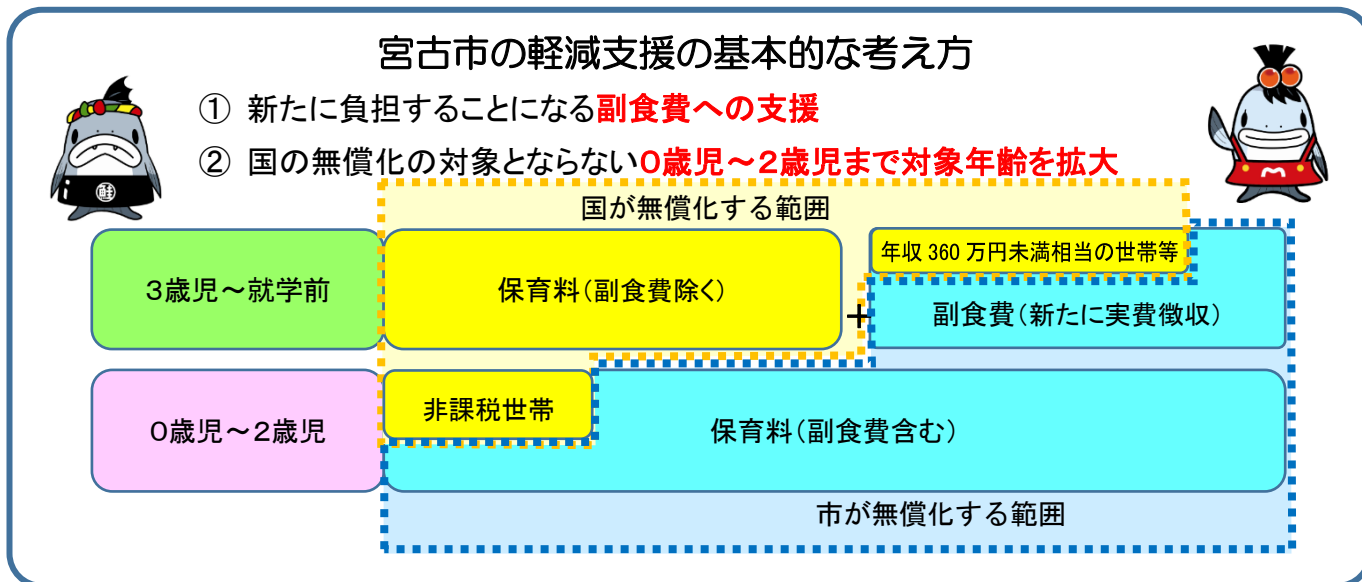 宮古市の軽減支援の基本的な考え方
① 新たに負担することになる副食費への支援
② 国の無償化の対象とならない0歳児～2歳児まで対象年齢を拡大
国が無償化する範囲
3歳児～就学前
保育料(副食費除く)
+
年収360万円未満相当の世帯等
副食費(新たに実費徴収)
0歳児～2歳児
非課税世帯
保育料(副食費含む)
市が無償化する範囲
鮭